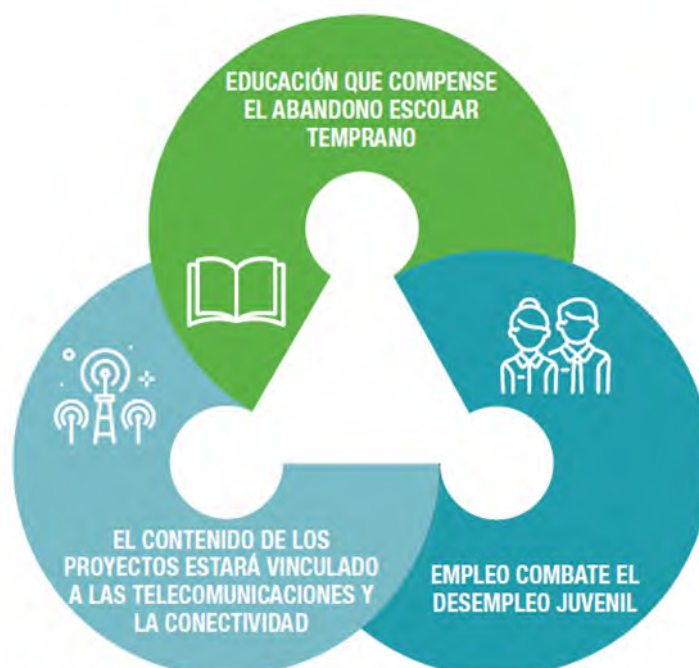 EDUCACIÓN QUE COMPENSE
EL ABANDONO ESCOLAR
TEMPRANO
EL CONTENIDO DE LOS
PROYECTOS ESTARÁ VINCULADO
A LAS TELECOMUNICACIONES Y
LA CONECTIVIDAD
EMPLEO COMBATE EL
DESEMPLEO JUVENIL